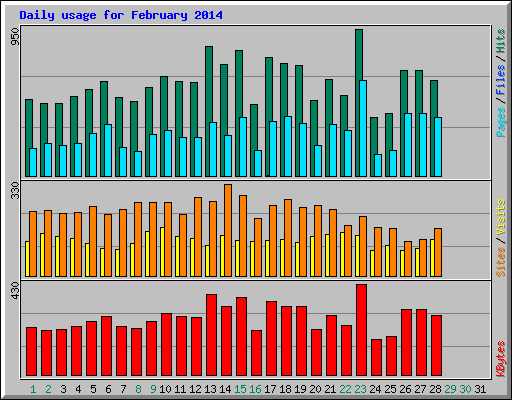 Daily usage for February 2014
950
Pages/Files/Hits
330
Sites/Visits
430
KBytes
1 2 3 4 5 6 7 8 9 10 11 12 13 14 15 16 17 18 19 20 21 22 23 24 25 26 27 28 29 30 31